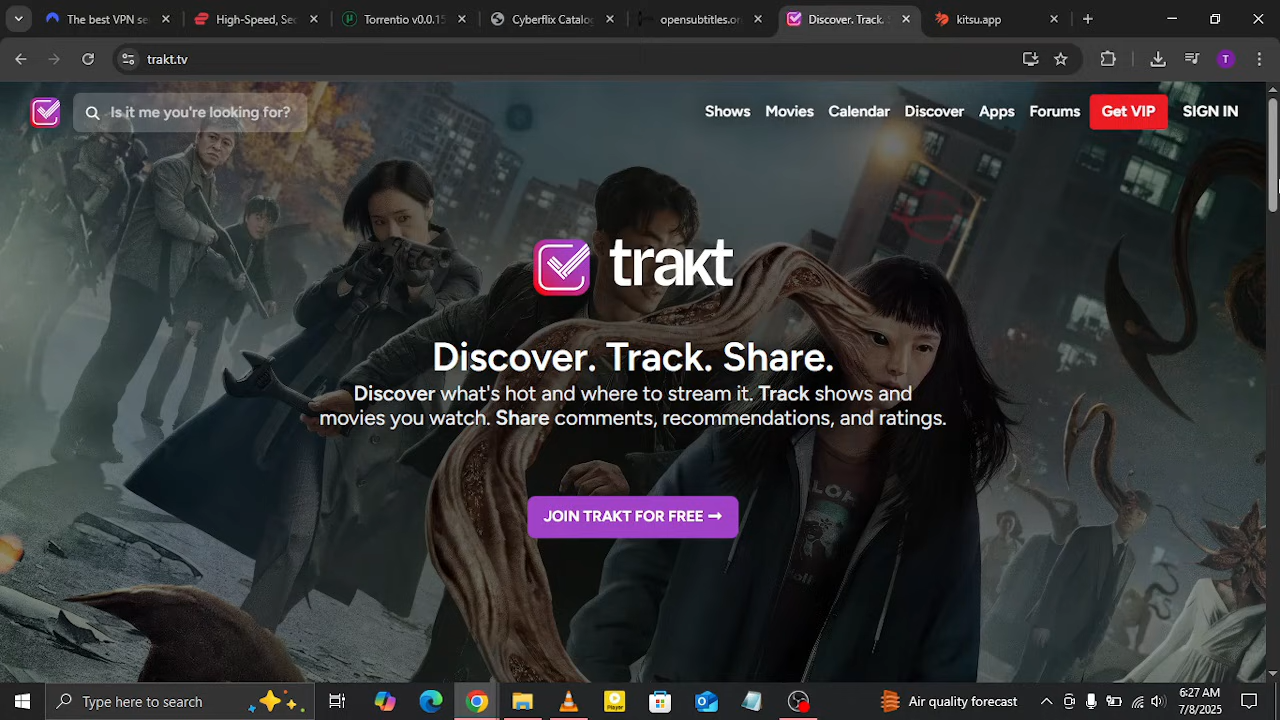 The best VPN se
High-Speed, Sec
Torrentio v0.0.15
Cyberflix Catalog
opensubtitles.or
Discover. Track. S
kitsu.app
trakt.tv
T
Is it me you're looking for?
Shows
Movies
Calendar
Discover
Apps
Forums
Get VIP
SIGN IN
trakt
Discover. Track. Share.
Discover what's hot and where to stream it. Track shows and
movies you watch. Share comments, recommendations, and ratings.
JOIN TRAKT FOR FREE →
Type here to search
Player
Air quality forecast
6:27 AM
7/8/2025